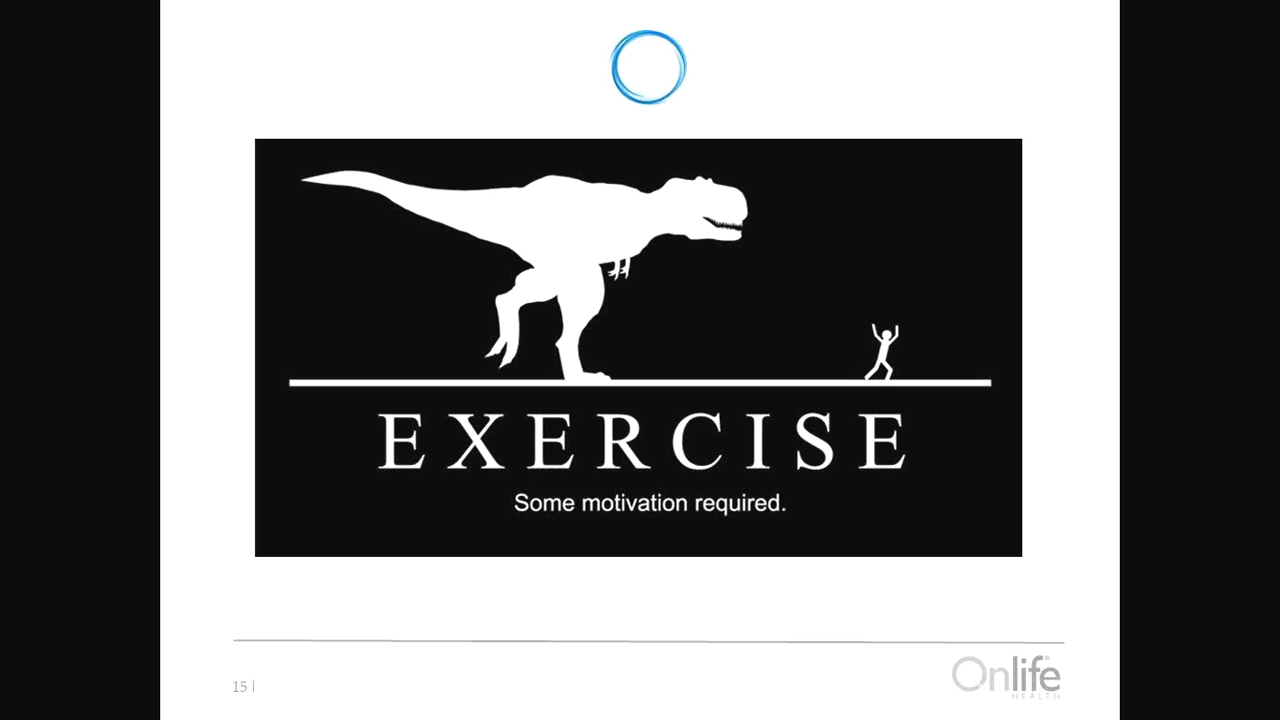 EXERCISE
Some motivation required.
15 |
Onlife
HEALTH